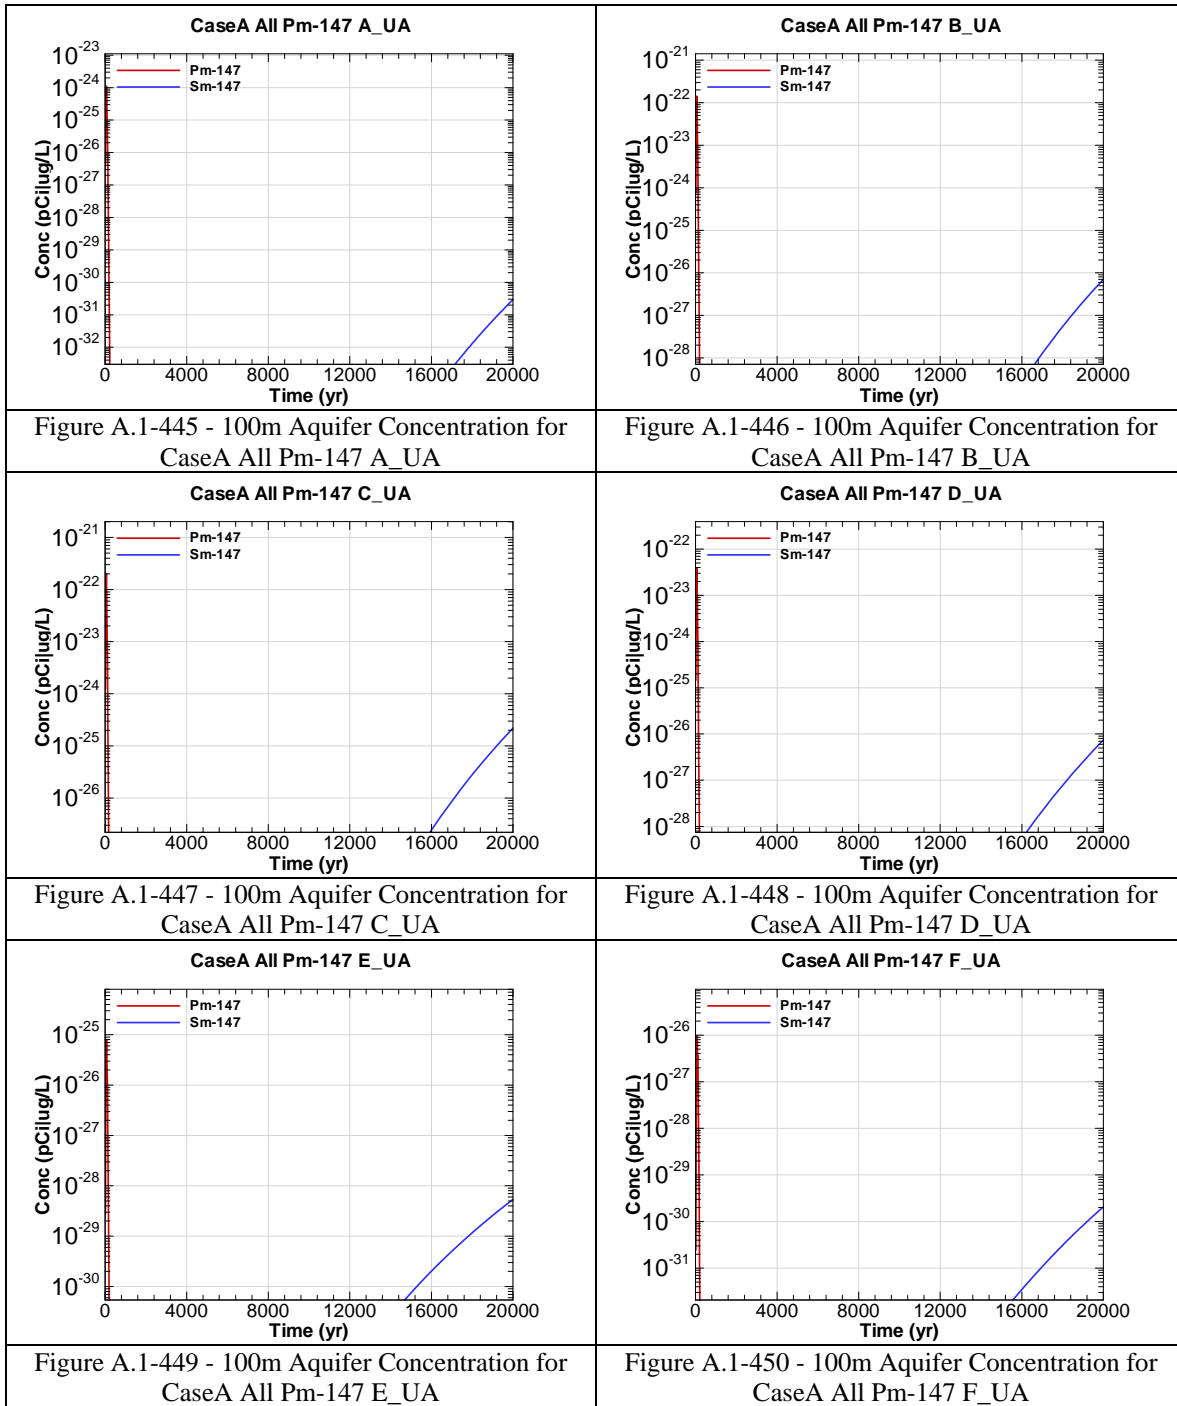 CaseA All Pm-147 A_UA
Pm-147
Sm-147
Conc (pCi|ug/L)
10-23
10-24
10-25
10-26
10-27
10-28
10-29
10-30
10-31
10-32
0 4000 8000 12000 16000 20000
Time (yr)
Figure A.1-445 - 100m Aquifer Concentration for
CaseA All Pm-147 A_UA
CaseA All Pm-147 B_UA
Pm-147
Sm-147
Conc (pCi|ug/L)
10-21
10-22
10-23
10-24
10-25
10-26
10-27
10-28
0 4000 8000 12000 16000 20000
Time (yr)
Figure A.1-446 - 100m Aquifer Concentration for
CaseA All Pm-147 B_UA
CaseA All Pm-147 C_UA
Pm-147
Sm-147
Conc (pCi|ug/L)
10-21
10-22
10-23
10-24
10-25
10-26
0 4000 8000 12000 16000 20000
Time (yr)
Figure A.1-447 - 100m Aquifer Concentration for
CaseA All Pm-147 C_UA
CaseA All Pm-147 D_UA
Pm-147
Sm-147
Conc (pCi|ug/L)
10-22
10-23
10-24
10-25
10-26
10-27
10-28
0 4000 8000 12000 16000 20000
Time (yr)
Figure A.1-448 - 100m Aquifer Concentration for
CaseA All Pm-147 D_UA
CaseA All Pm-147 E_UA
Pm-147
Sm-147
Conc (pCi|ug/L)
10-25
10-26
10-27
10-28
10-29
10-30
0 4000 8000 12000 16000 20000
Time (yr)
Figure A.1-449 - 100m Aquifer Concentration for
CaseA All Pm-147 E_UA
CaseA All Pm-147 F_UA
Pm-147
Sm-147
Conc (pCi|ug/L)
10-26
10-27
10-28
10-29
10-30
10-31
0 4000 8000 12000 16000 20000
Time (yr)
Figure A.1-450 - 100m Aquifer Concentration for
CaseA All Pm-147 F_UA